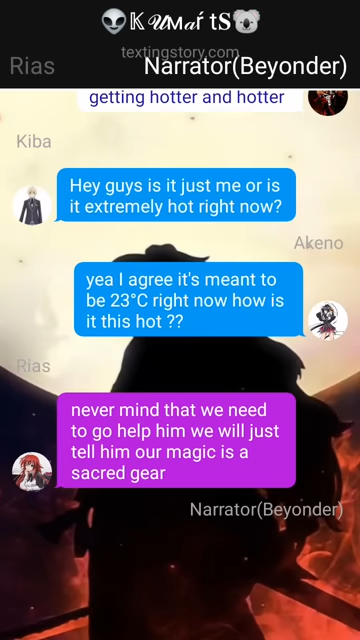 👽𝕂𝓤𝐌𝒶ŕ𝚝𝐒🐨
textingstory.com
Rias
Narrator(Beyonder)
getting hotter and hotter
Kiba
Hey guys is it just me or is
it extremely hot right now?
Akeno
yea I agree it's meant to
be 23°C right now how is
it this hot ??
Rias
never mind that we need
to go help him we will just
tell him our magic is a
sacred gear
Narrator(Beyonder)